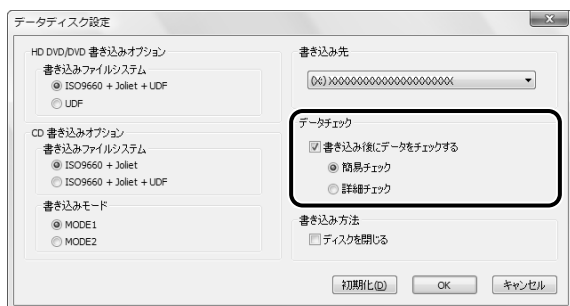 データディスク設定
HD DVD/DVD 書き込みオプション
書き込みファイルシステム
ISO9660 + Joliet + UDF
UDF
CD 書き込みオプション
書き込みファイルシステム
ISO9660 + Joliet
ISO9660 + Joliet + UDF
書き込みモード
MODE1
MODE2
書き込み先
データチェック
書き込み後にデータをチェックする
簡易チェック
詳細チェック
書き込み方法
ディスクを閉じる
初期化(D)
OK
キャンセル